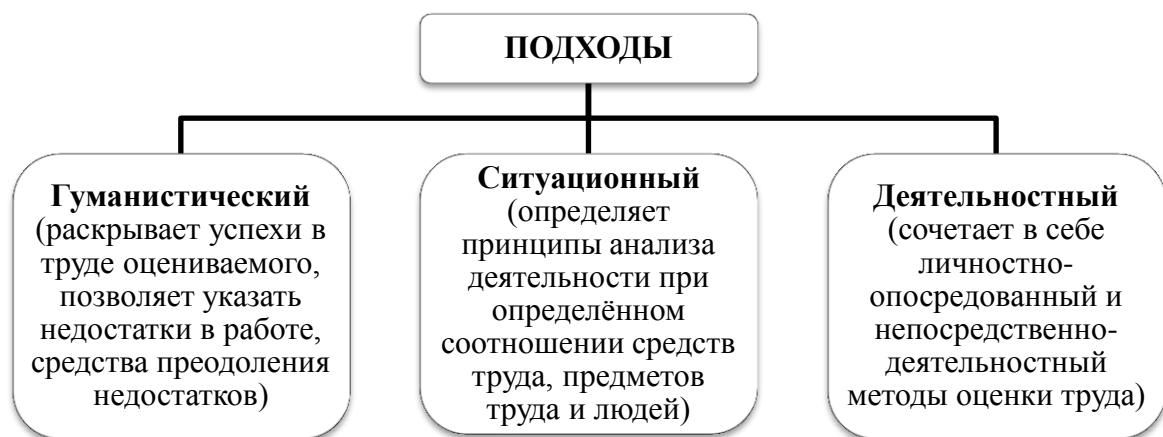 ПОДХОДЫ
Гуманистический
(раскрывает успехи в
труде оцениваемого,
позволяет указать
недостатки в работе,
средства преодоления
недостатков)
Ситуационный
(определяет
принципы анализа
деятельности при
определённом
соотношении средств
труда, предметов
труда и людей)
Деятельностный
(сочетает в себе
личностно-
опосредованный и
непосредственно-
деятельностный
методы оценки труда)